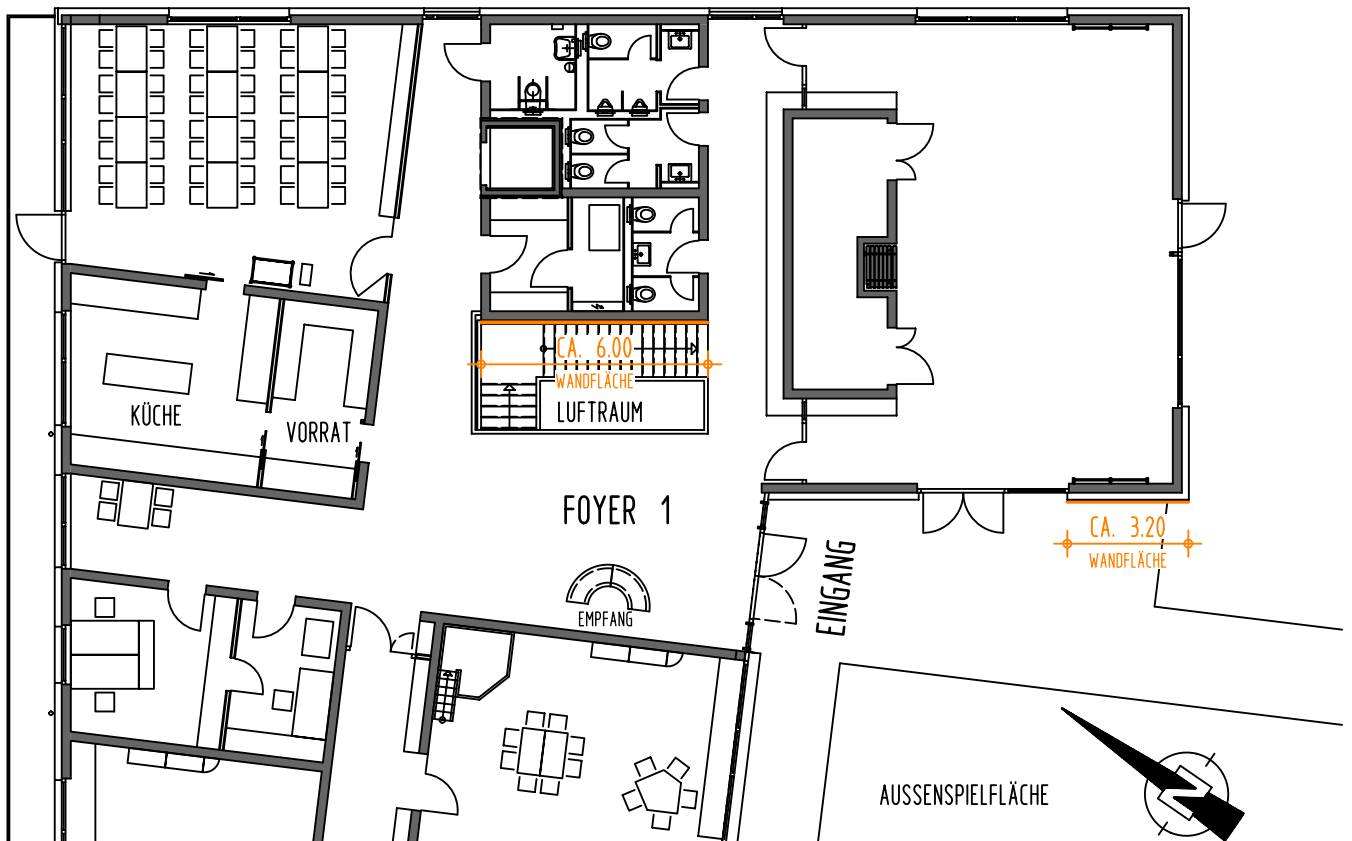 CA. 6.00
WANDFLÄCHE
LUFTRAUM
KÜCHE
VORRAT
FOYER 1
CA. 3.20
WANDFLÄCHE
EINGANG
EMPFANG
AUSSENSPIELFLÄCHE
N